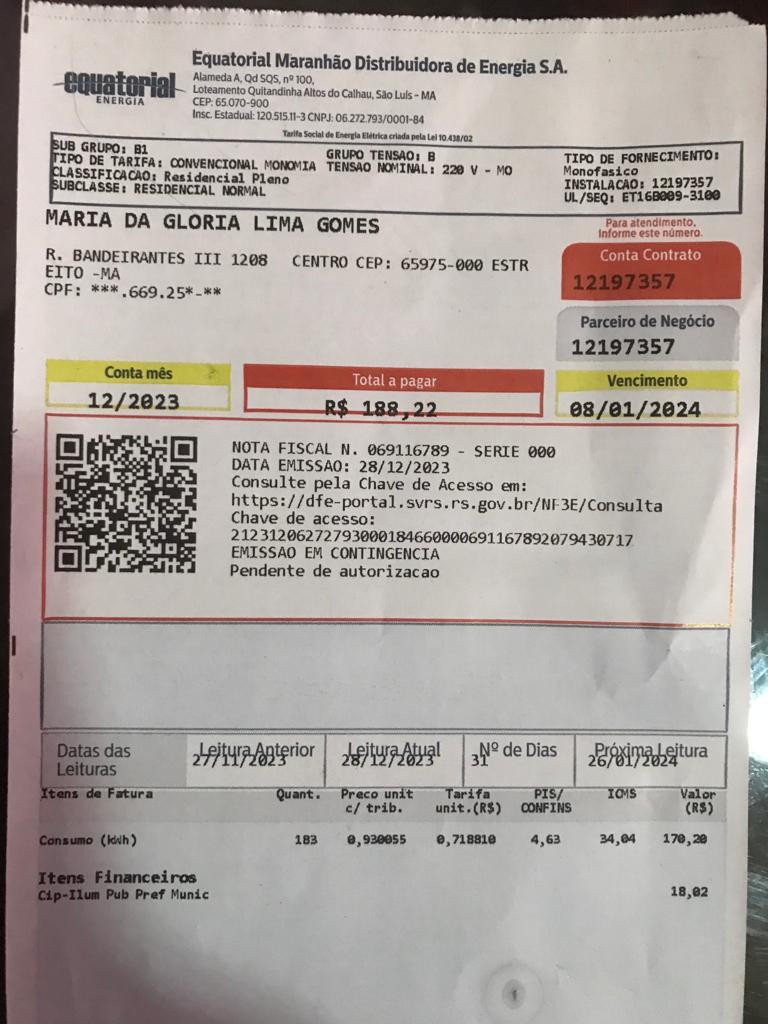 equatorial
ENERGIA
Equatorial Maranhão Distribuidora de Energia S.A.
Alameda A, Qd SQS, nº 100,
Loteamento Quitandinha Altos do Calhau, São Luís - MA
CEP: 65.070-900
Insc. Estadual: 120.515.11-3 CNPJ: 06.272.793/0001-84
Tarifa Social de Energia Elétrica criada pela Lei 10.438/02
SUB GRUPO: B1 GRUPO TENSAO: B TIPO DE FORNECIMENTO:
TIPO DE TARIFA: CONVENCIONAL MONOMIA TENSAO NOMINAL: 220 V - MO Monofasico
CLASSIFICACAO: Residencial Pleno INSTALACAO: 12197357
SUBCLASSE: RESIDENCIAL NORMAL UL/SEQ: ET16B009-3100
MARIA DA GLORIA LIMA GOMES
Para atendimento,
Informe este número.
R. BANDEIRANTES III 1208 CENTRO CEP: 65975-000 ESTR
EITO -MA
CPF: ***.669.25*-**
Conta Contrato
12197357
Parceiro de Negócio
12197357
Conta mês Total a pagar Vencimento
12/2023 R$ 188,22 08/01/2024
NOTA FISCAL N. 069116789 - SERIE 000
DATA EMISSAO: 28/12/2023
Consulte pela Chave de Acesso em:
https://dfe-portal.svrs.rs.gov.br/NF3E/Consulta
Chave de acesso:
21231206272793000184660000691167892079430717
EMISSAO EM CONTINGENCIA
Pendente de autorizacao
Datas das Leituras Leitura Anterior Leitura Atual Nº de Dias Próxima Leitura
27/11/2023 28/12/2023 31 26/01/2024
Itens de Fatura Quant. Preco unit c/ trib. Tarifa unit.(R$) PIS/ CONFINS ICMS Valor (R$)
Consumo (kWh) 183 0,930055 0,718810 4,63 34,04 170,20
Itens Financeiros
Cip-Ilum Pub Pref Munic 18,02